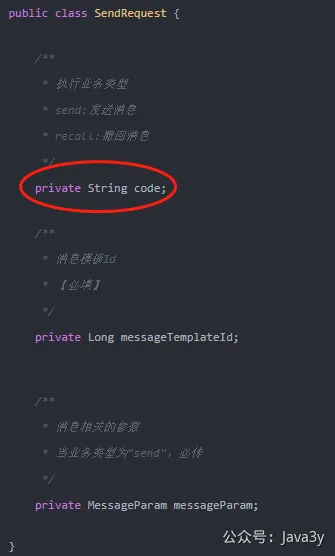 public class SendRequest {
/**
* 执行业务类型
* send:发送消息
* recall:撤回消息
*/
private String code;
/**
* 消息模板Id
* 【必填】
*/
private Long messageTemplateId;
/**
* 消息相关的参数
* 当业务类型为"send"，必传
*/
private MessageParam messageParam;
}
公众号：Java3y